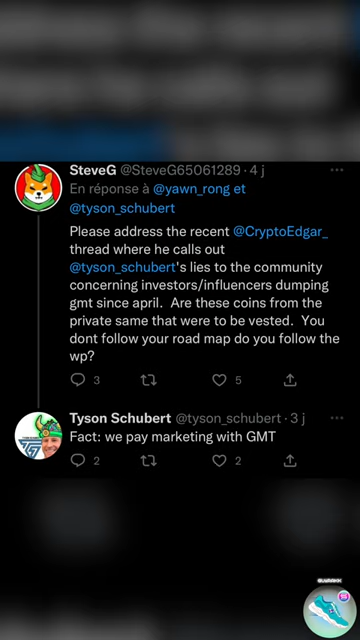 SteveG @SteveG65061289 · 4 j
En réponse à @yawn_rong et
@tyson_schubert
Please address the recent @CryptoEdgar_
thread where he calls out
@tyson_schubert's lies to the community
concerning investors/influencers dumping
gmt since april. Are these coins from the
private same that were to be vested. You
dont follow your road map do you follow the
wp?
3
5
Tyson Schubert @tyson_schubert · 3 j
Fact: we pay marketing with GMT
2
2